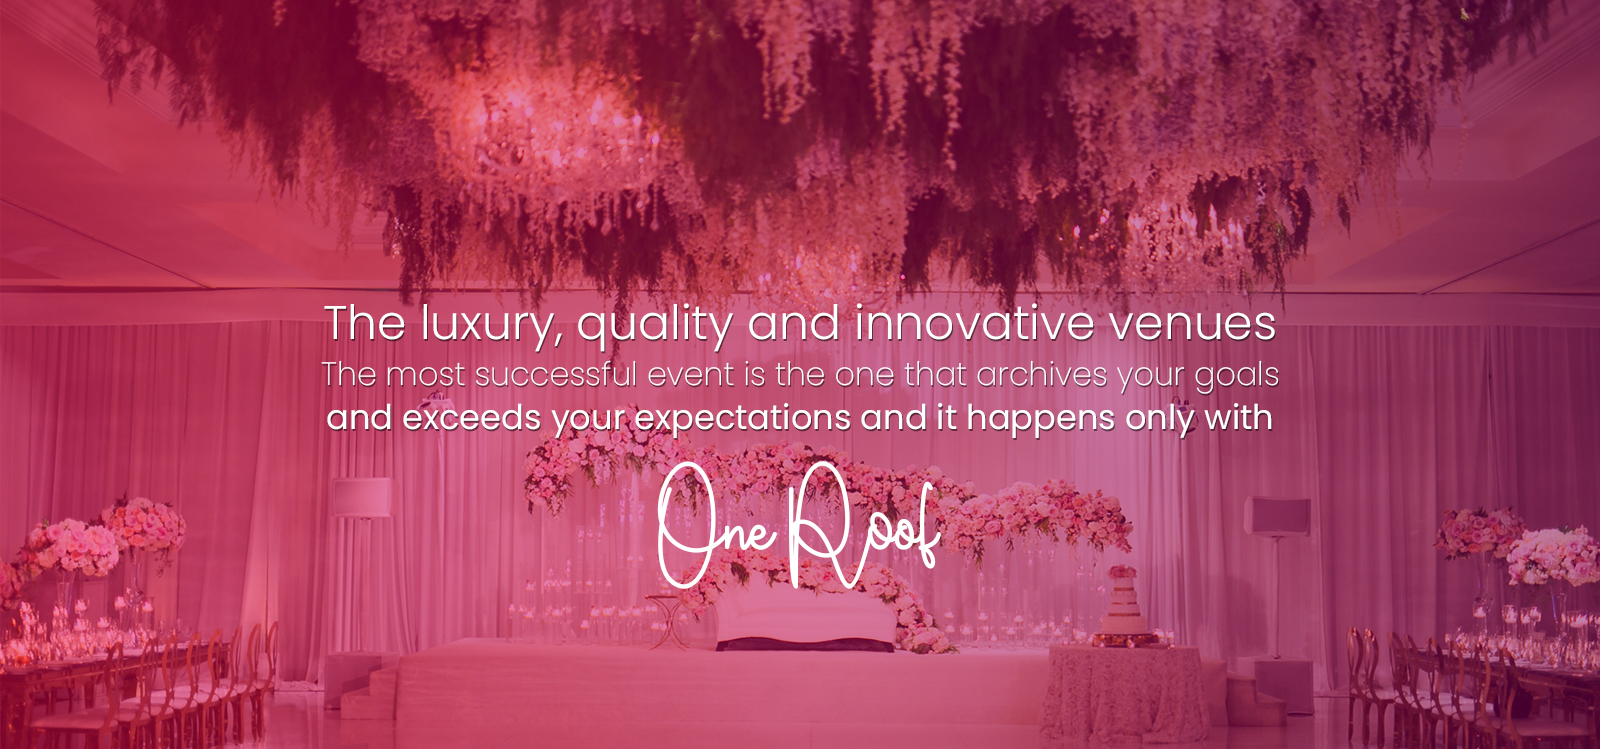 The luxury, quality and innovative venues
The most successful event is the one that archives your goals
and exceeds your expectations and it happens only with
One Roof